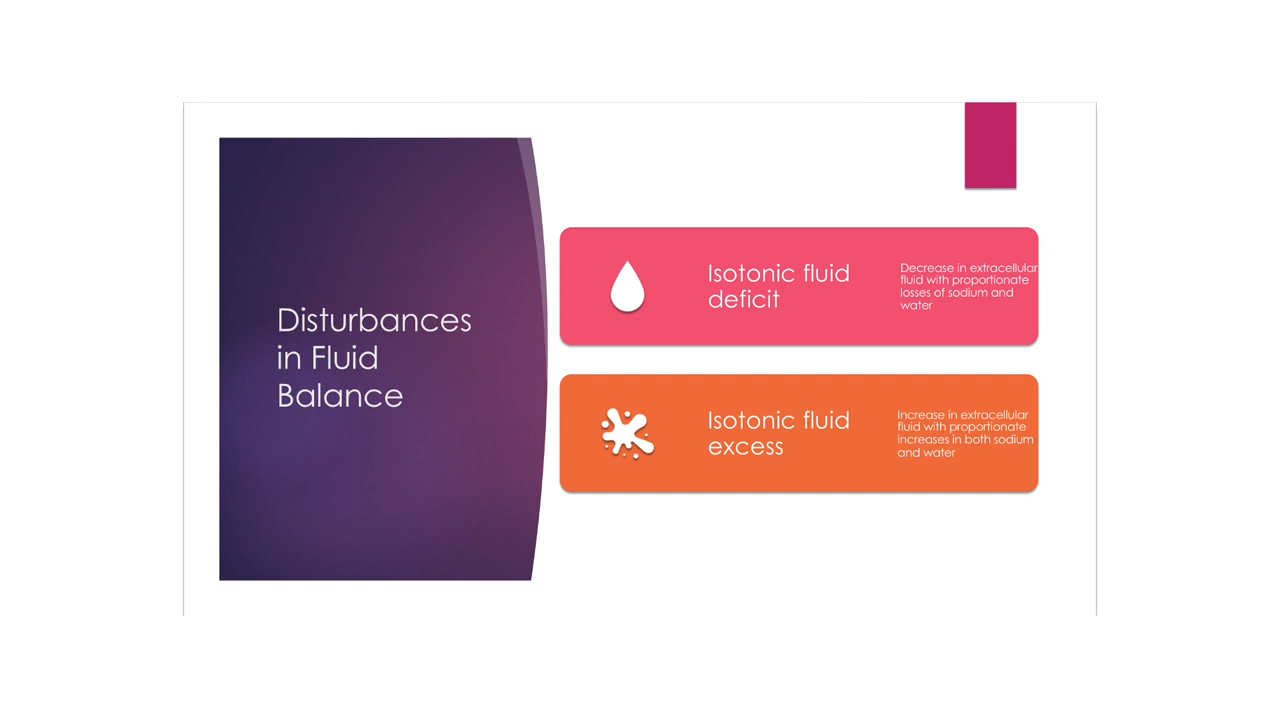 Disturbances
in Fluid
Balance
Isotonic fluid
deficit
Decrease in extracellular
fluid with proportionate
losses of sodium and
water
Isotonic fluid
excess
Increase in extracellular
fluid with proportionate
increases in both sodium
and water